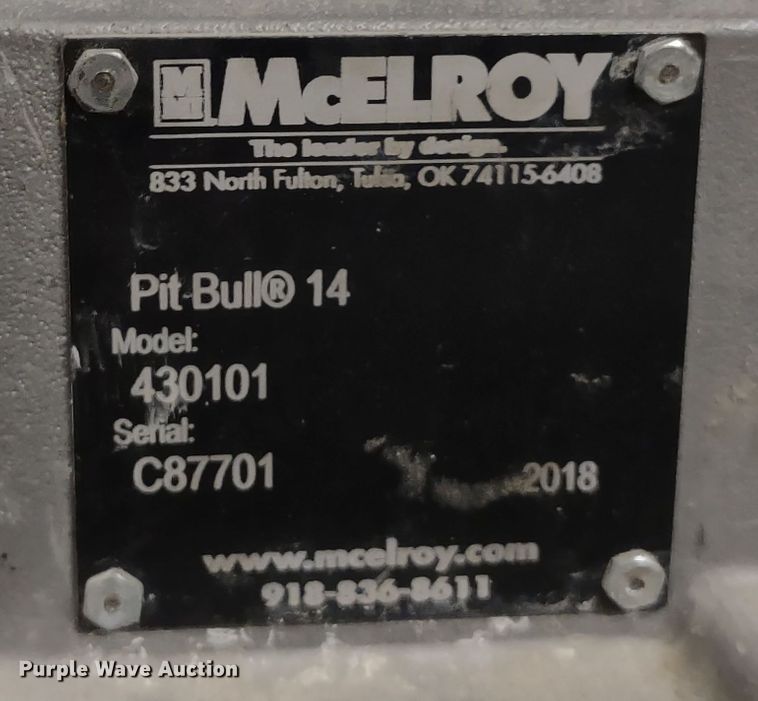 M McELROY
The leader by design.
833 North Fulton, Tulsa, OK 74115-6408
Pit Bull® 14
Model:
430101
Serial:
C87701 2018
www.mcelroy.com
918-836-8611
Purple Wave Auction